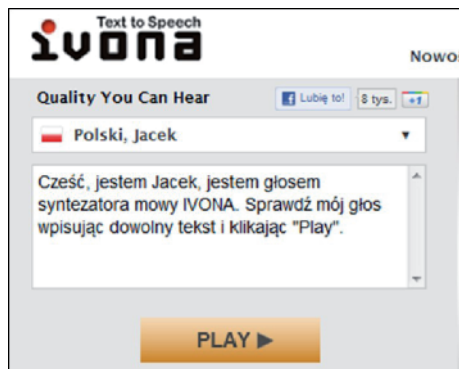 Text to Speech
ivona
Nowo
Quality You Can Hear
Lubię to! 8 tys. +1
Polski, Jacek
Cześć, jestem Jacek, jestem głosem
syntezatora mowy IVONA. Sprawdź mój głos
wpisując dowolny tekst i klikając "Play".
PLAY